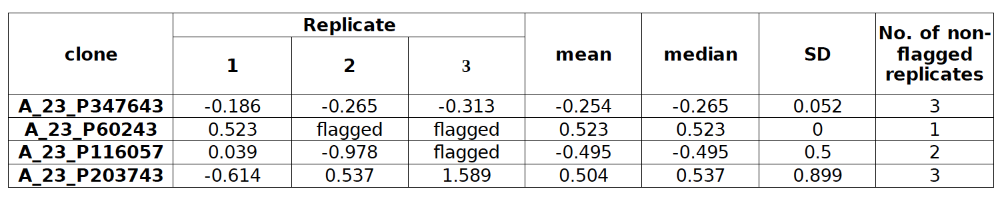 clone Replicate mean median SD No. of non-flagged replicates
1 2 3
A_23_P347643 -0.186 -0.265 -0.313 -0.254 -0.265 0.052 3
A_23_P60243 0.523 flagged flagged 0.523 0.523 0 1
A_23_P116057 0.039 -0.978 flagged -0.495 -0.495 0.5 2
A_23_P203743 -0.614 0.537 1.589 0.504 0.537 0.899 3